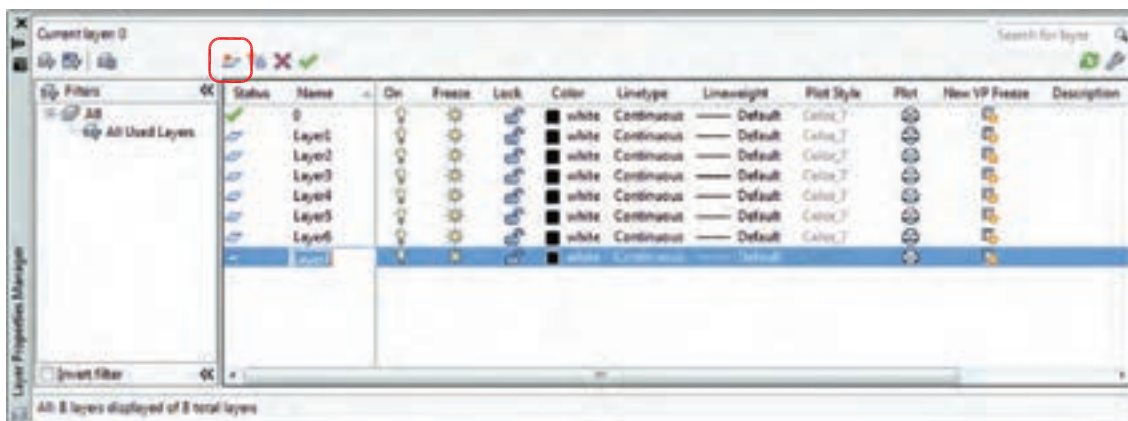 Current layer: 0
Search for layer
Filters
All
All Used Layers
Status Name On Freeze Lock Color Linetype Lineweight Plot Style Plot New VP Freeze Description
0 white Continuous Default Color_7
Layer1 white Continuous Default Color_7
Layer2 white Continuous Default Color_7
Layer3 white Continuous Default Color_7
Layer4 white Continuous Default Color_7
Layer5 white Continuous Default Color_7
Layer6 white Continuous Default Color_7
Layer7 white Continuous Default
Invert filter
All: 8 layers displayed of 8 total layers
Layer Properties Manager